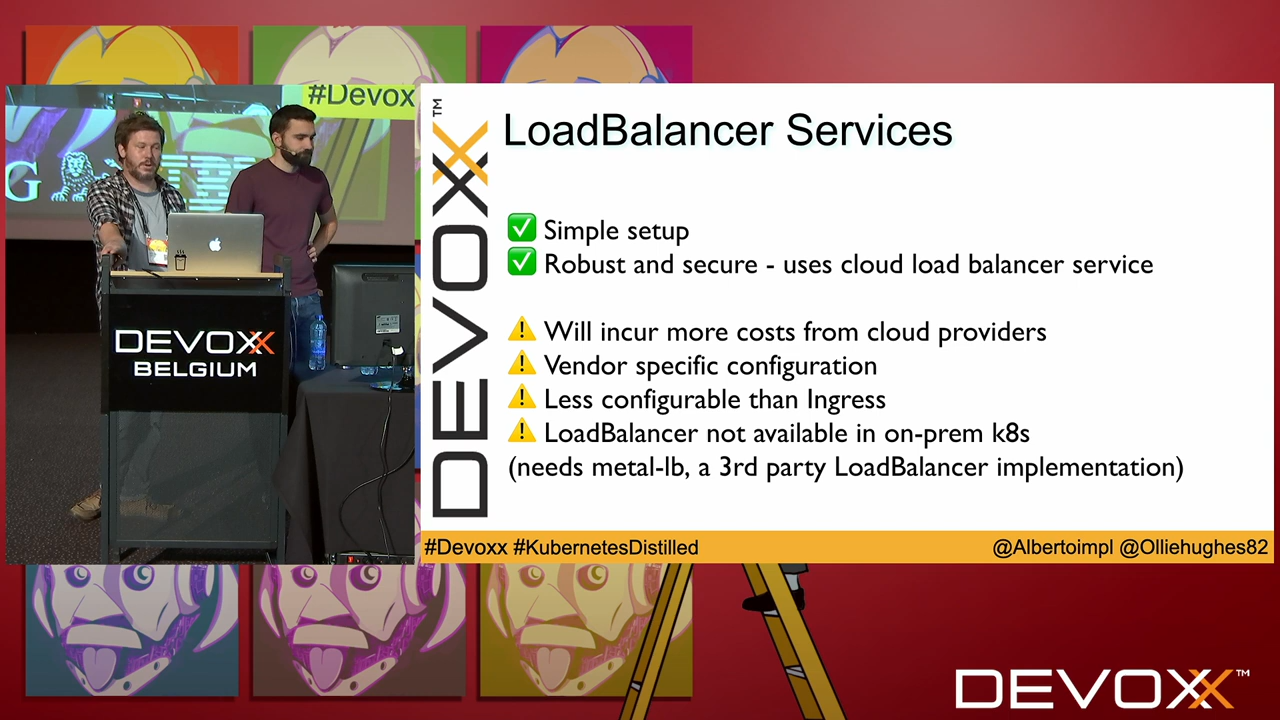 #Devox
G
DEVOXX
BELGIUM
DEVOXX™
LoadBalancer Services
✅ Simple setup
✅ Robust and secure - uses cloud load balancer service
⚠ Will incur more costs from cloud providers
⚠ Vendor specific configuration
⚠ Less configurable than Ingress
⚠ LoadBalancer not available in on-prem k8s
(needs metal-lb, a 3rd party LoadBalancer implementation)
#Devoxx #KubernetesDistilled
@Albertoimpl @Olliehughes82
DEVOXX™